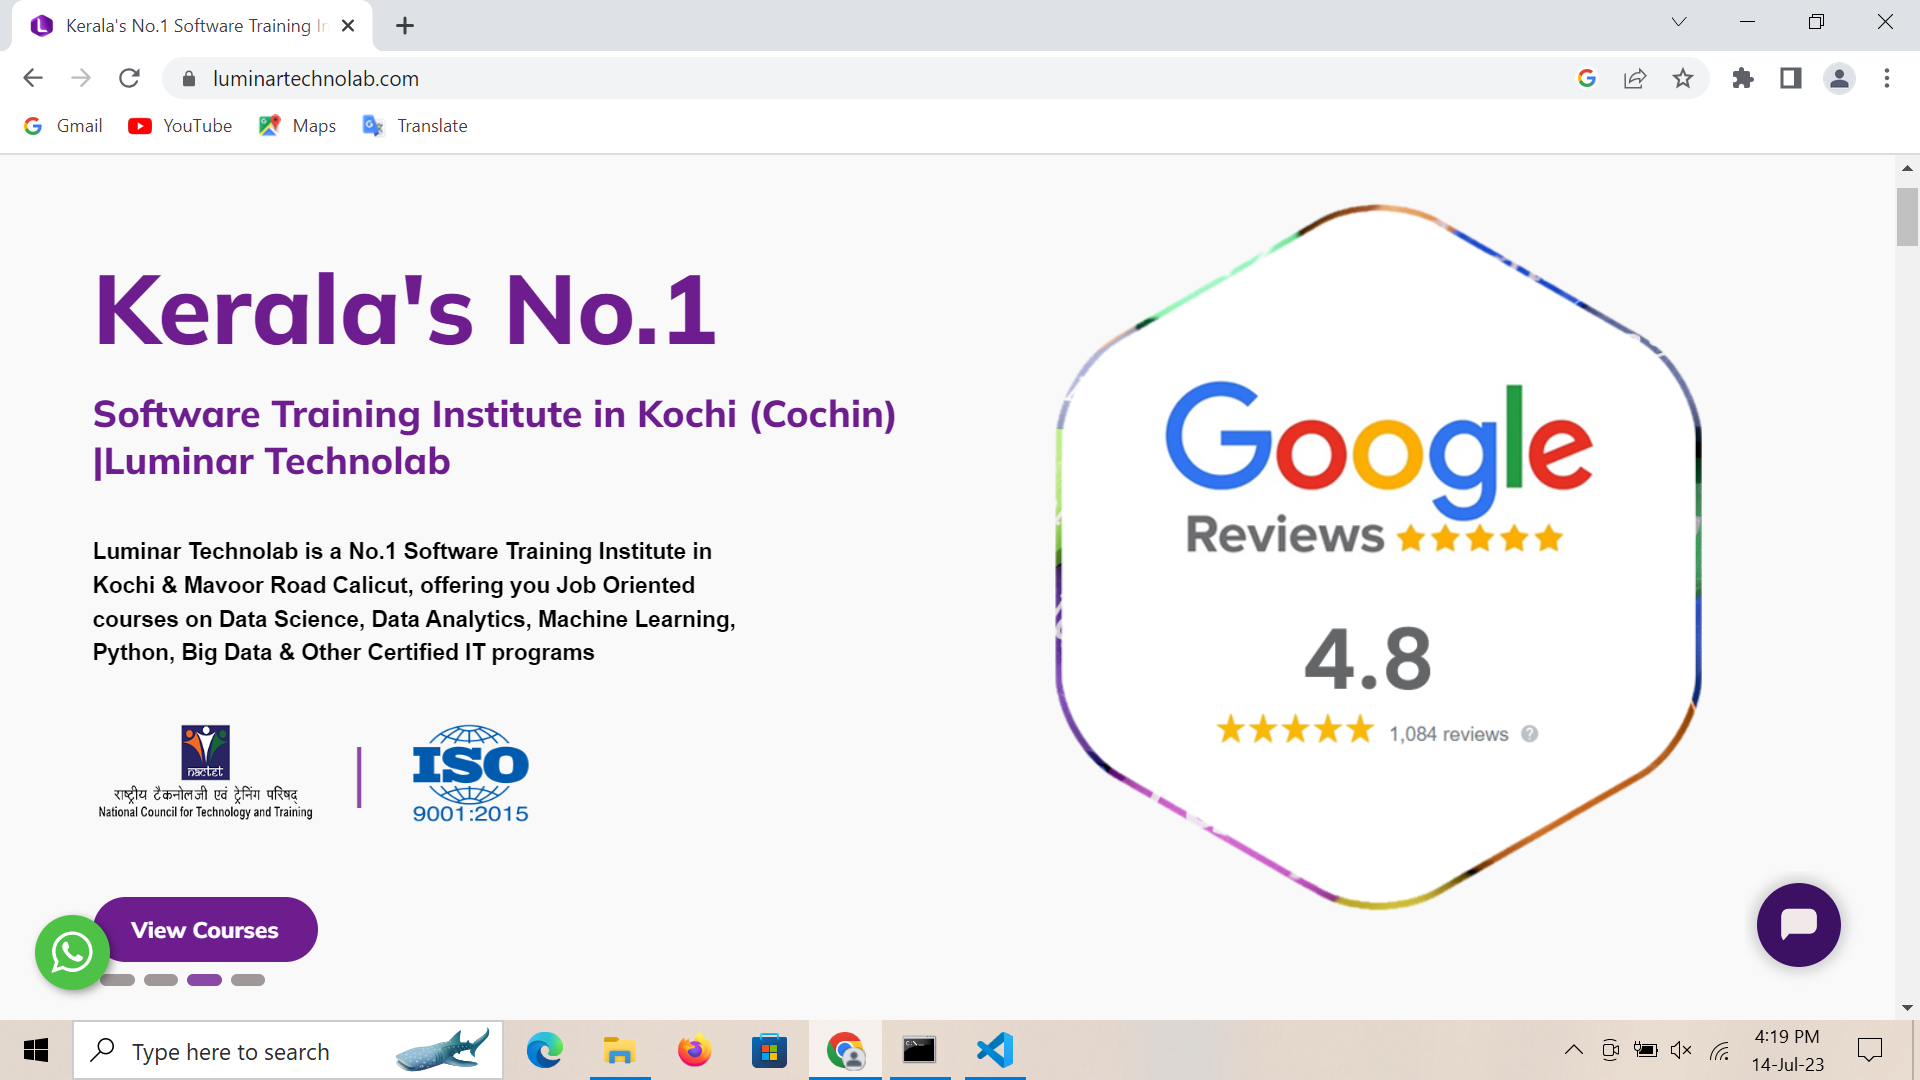 Kerala's No.1 Software Training In
luminartechnolab.com
Gmail
YouTube
Maps
Translate
Kerala's No.1
Software Training Institute in Kochi (Cochin)
|Luminar Technolab
Luminar Technolab is a No.1 Software Training Institute in
Kochi & Mavoor Road Calicut, offering you Job Oriented
courses on Data Science, Data Analytics, Machine Learning,
Python, Big Data & Other Certified IT programs
nactet
राष्ट्रीय टैकनोलजी एवं ट्रेनिंग परिषद्
National Council for Technology and Training
ISO
9001:2015
View Courses
Google
Reviews
4.8
1,084 reviews
Type here to search
4:19 PM
14-Jul-23